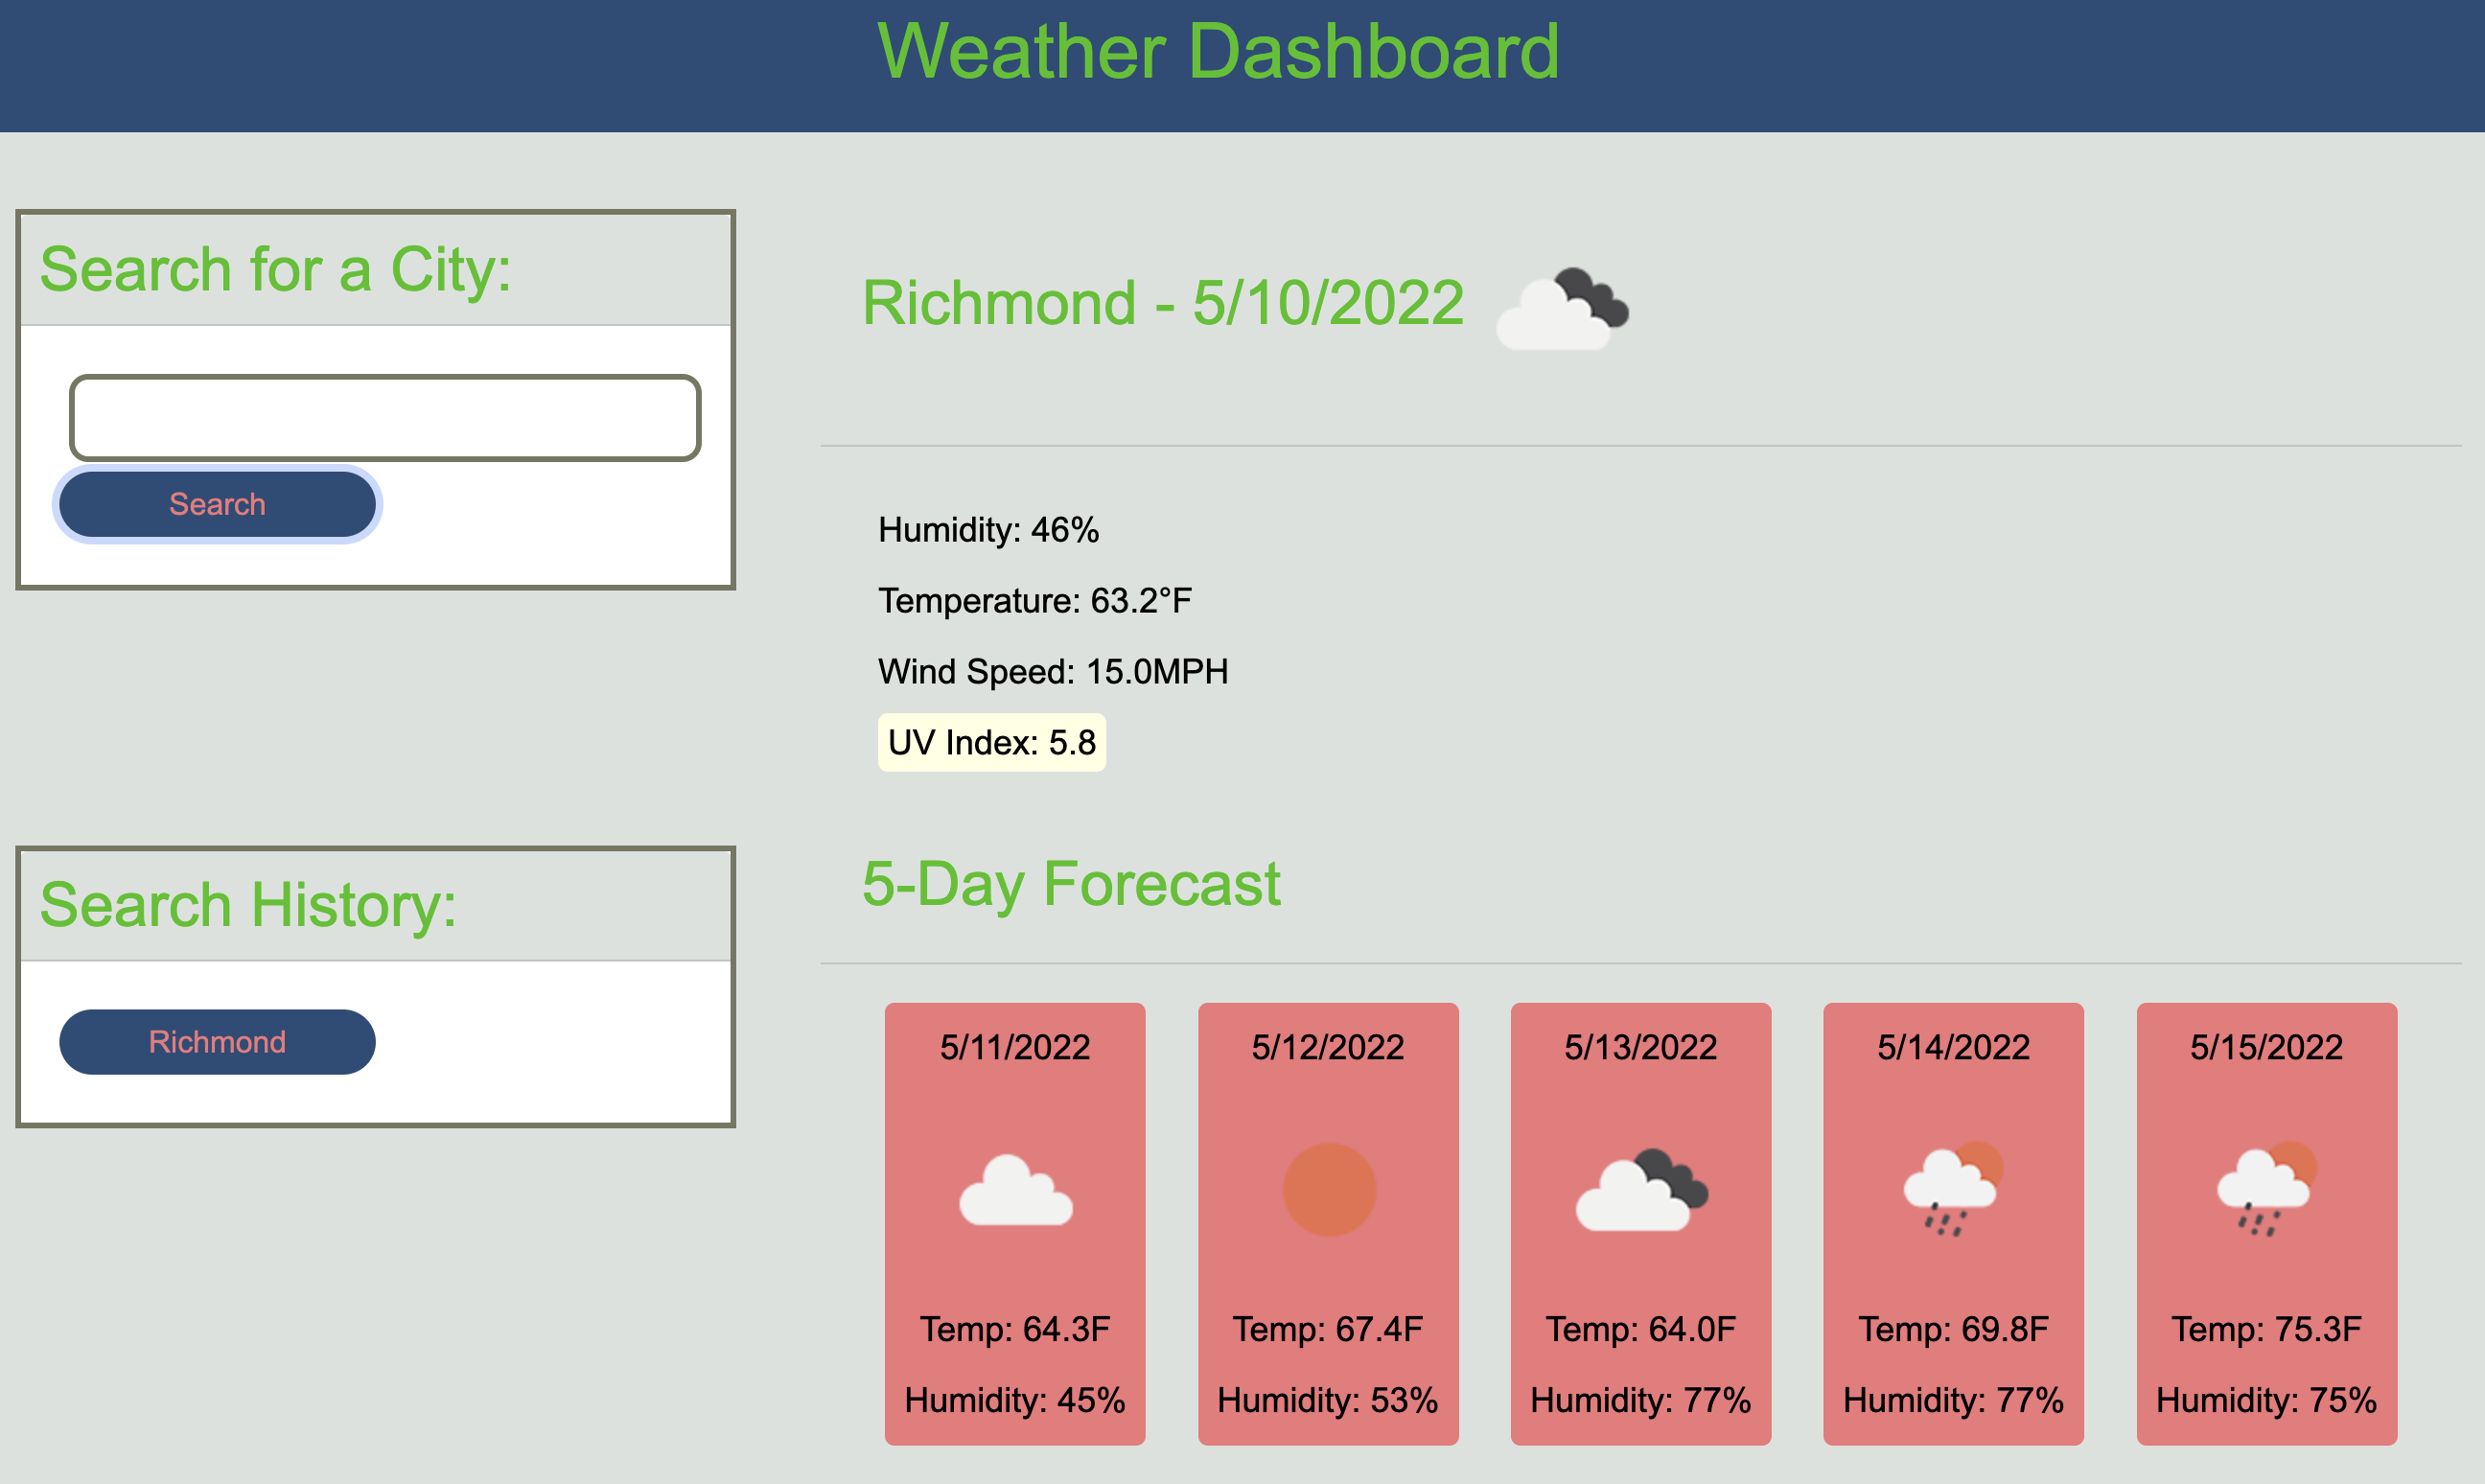 Weather Dashboard
Search for a City:
Search
Search History:
Richmond
Richmond - 5/10/2022
Humidity: 46%
Temperature: 63.2°F
Wind Speed: 15.0MPH
UV Index: 5.8
5-Day Forecast
5/11/2022
Temp: 64.3F
Humidity: 45%
5/12/2022
Temp: 67.4F
Humidity: 53%
5/13/2022
Temp: 64.0F
Humidity: 77%
5/14/2022
Temp: 69.8F
Humidity: 77%
5/15/2022
Temp: 75.3F
Humidity: 75%